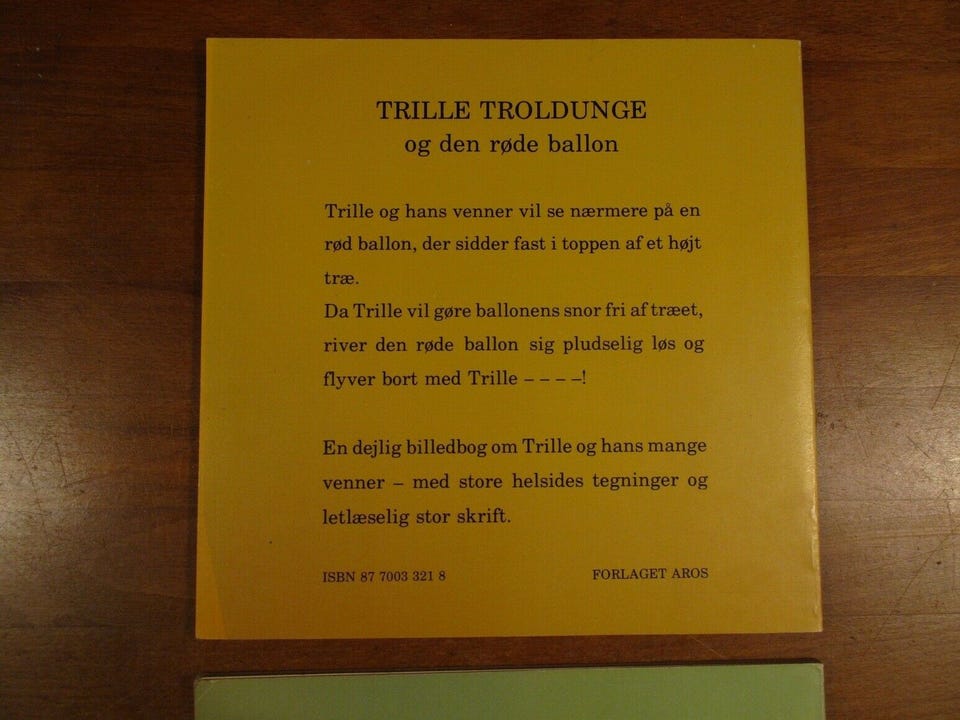 TRILLE TROLDUNGE
og den røde ballon
Trille og hans venner vil se nærmere på en
rød ballon, der sidder fast i toppen af et højt
træ.
Da Trille vil gøre ballonens snor fri af træet,
river den røde ballon sig pludselig løs og
flyver bort med Trille – – – –!
En dejlig billedbog om Trille og hans mange
venner – med store helsides tegninger og
letlæselig stor skrift.
ISBN 87 7003 321 8
FORLAGET AROS